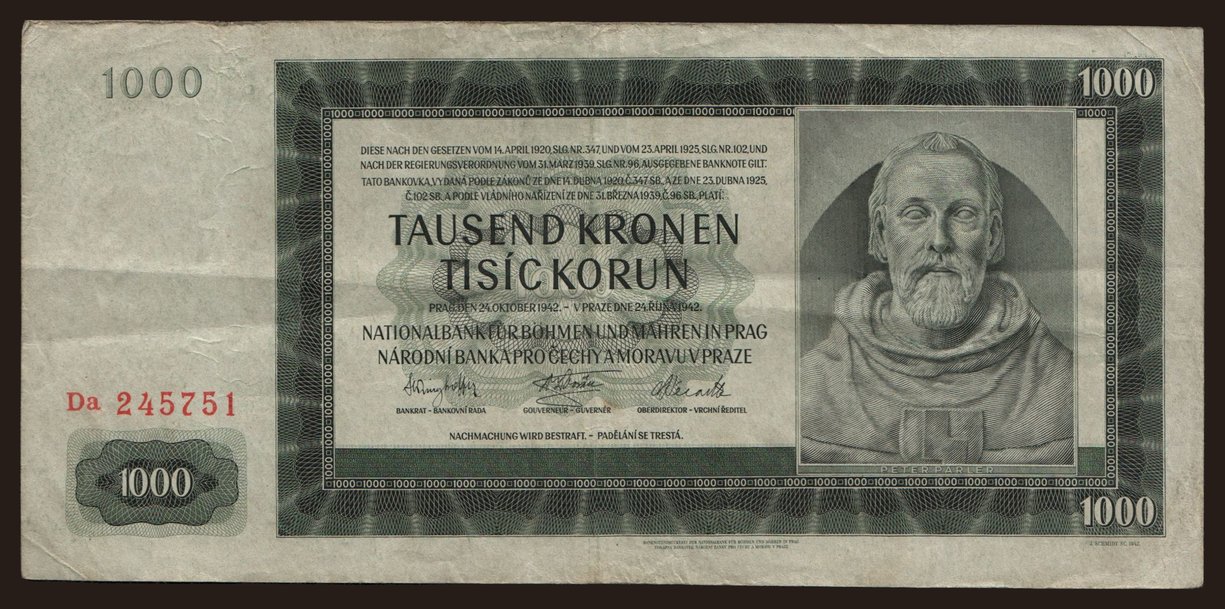 1000
1000
DIESE NACH DEN GESETZEN VOM 14. APRIL 1920, SLG. NR. 347, UND VOM 23. APRIL 1925, SLG. NR. 102, UND
NACH DER REGIERUNGSVERORDNUNG VOM 31. MÄRZ 1939, SLG. NR. 96, AUSGEGEBENE BANKNOTE GILT:
TATO BANKOVKA, VYDANÁ PODLE ZÁKONŮ ZE DNE 14. DUBNA 1920, Č. 347 SB., A ZE DNE 23. DUBNA 1925,
Č. 102 SB., A PODLE VLÁDNÍHO NAŘÍZENÍ ZE DNE 31. BŘEZNA 1939, Č. 96 SB., PLATÍ:
TAUSEND KRONEN
TISÍC KORUN
PRAG, DEN 24. OKTOBER 1942. – V PRAZE DNE 24. ŘÍJNA 1942.
NATIONALBANK FÜR BÖHMEN UND MÄHREN IN PRAG
NÁRODNÍ BANKA PRO ČECHY A MORAVU V PRAZE
BANKRAT – BANKOVNÍ RADA
GOUVERNEUR – GUVERNÉR
OBERDIREKTOR – VRCHNÍ ŘEDITEL
NACHMACHUNG WIRD BESTRAFT. – PADĚLÁNÍ SE TRESTÁ.
Da 245751
1000
PETER PARLER
1000
J. SCHMIDT SC. 1942.